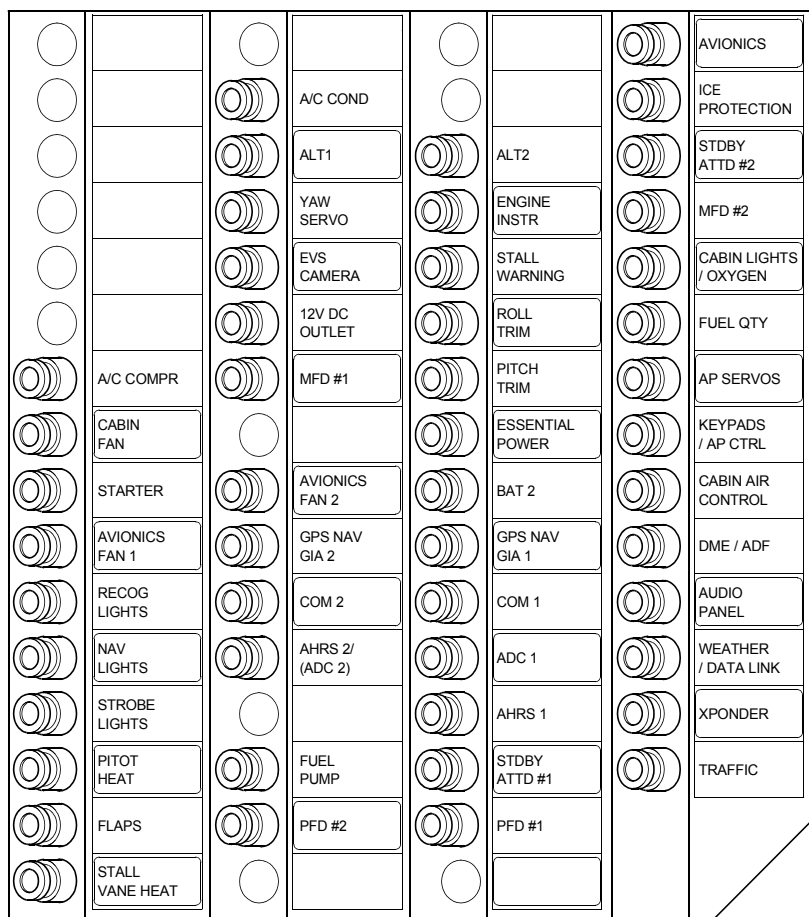 A/C COMPR
CABIN
FAN
STARTER
AVIONICS
FAN 1
RECOG
LIGHTS
NAV
LIGHTS
STROBE
LIGHTS
PITOT
HEAT
FLAPS
STALL
VANE HEAT
A/C COND
ALT1
YAW
SERVO
EVS
CAMERA
12V DC
OUTLET
MFD #1
AVIONICS
FAN 2
GPS NAV
GIA 2
COM 2
AHRS 2/
(ADC 2)
FUEL
PUMP
PFD #2
ALT2
ENGINE
INSTR
STALL
WARNING
ROLL
TRIM
PITCH
TRIM
ESSENTIAL
POWER
BAT 2
GPS NAV
GIA 1
COM 1
ADC 1
AHRS 1
STDBY
ATTD #1
PFD #1
AVIONICS
ICE
PROTECTION
STDBY
ATTD #2
MFD #2
CABIN LIGHTS
/ OXYGEN
FUEL QTY
AP SERVOS
KEYPADS
/ AP CTRL
CABIN AIR
CONTROL
DME / ADF
AUDIO
PANEL
WEATHER
/ DATA LINK
XPONDER
TRAFFIC